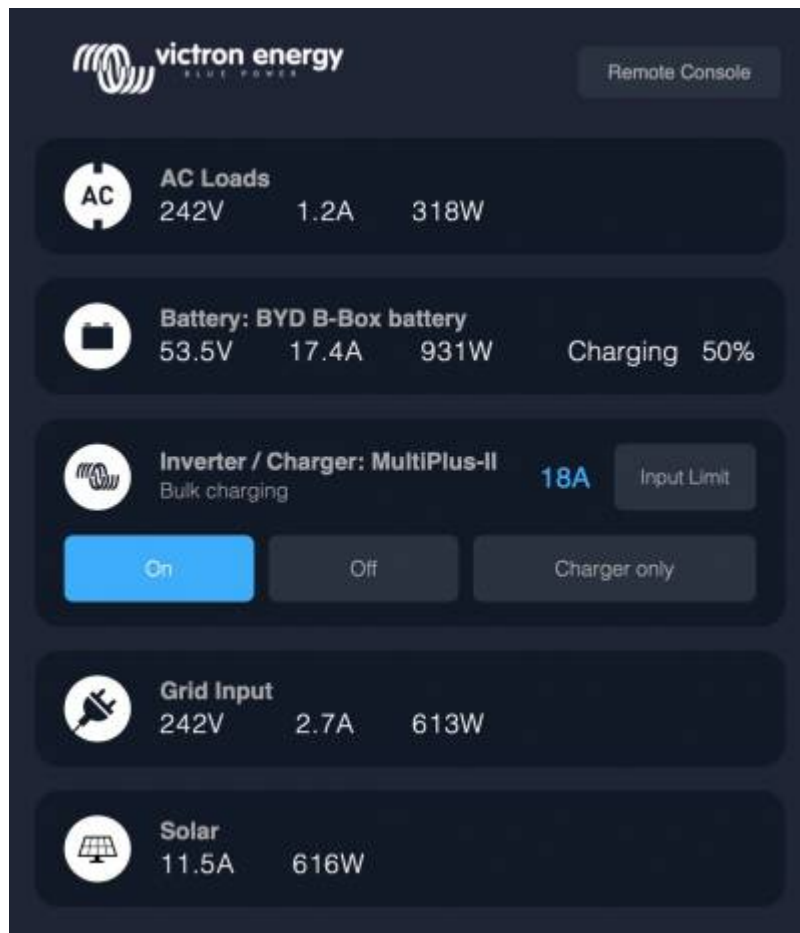 victron energy
BLUE POWER
Remote Console
AC
AC Loads
242V 1.2A 318W
Battery: BYD B-Box battery
53.5V 17.4A 931W Charging 50%
Inverter / Charger: MultiPlus-II
Bulk charging
18A Input Limit
On Off Charger only
Grid Input
242V 2.7A 613W
Solar
11.5A 616W